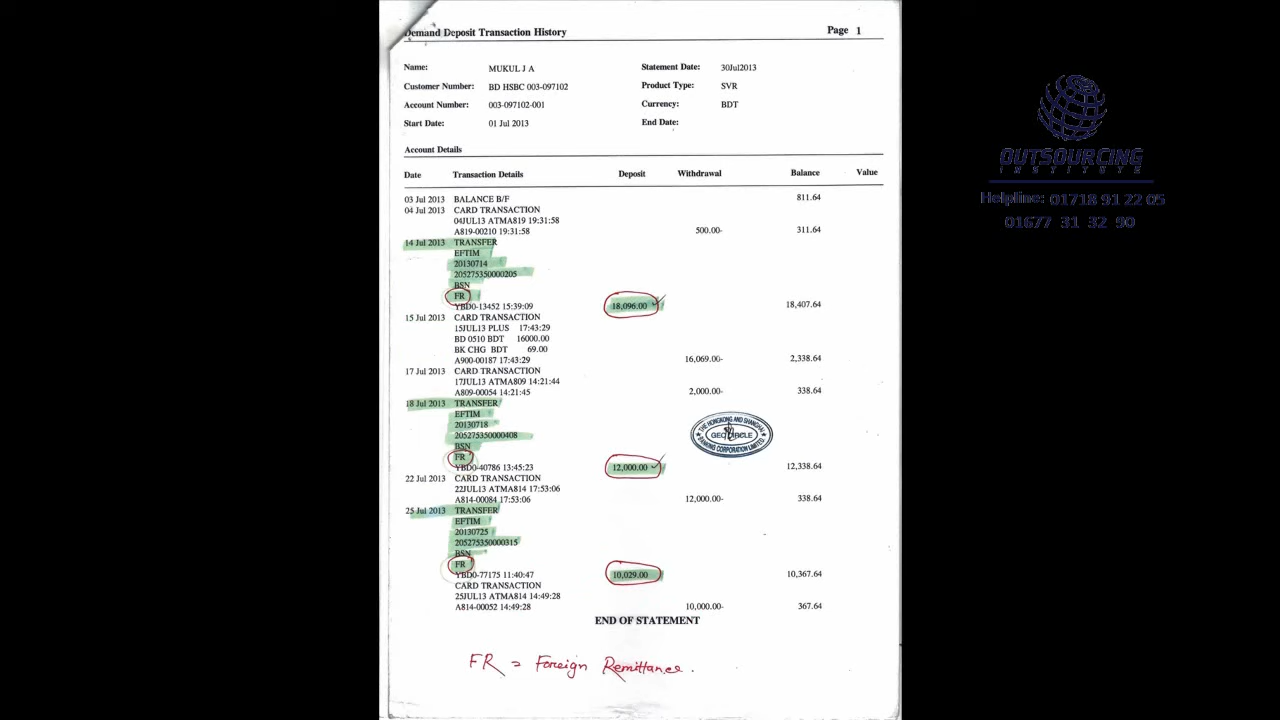 Demand Deposit Transaction History Page 1
Name: MUKUL J A Statement Date: 30Jul2013
Customer Number: BD HSBC 003-097102 Product Type: SVR
Account Number: 003-097102-001 Currency: BDT
Start Date: 01 Jul 2013 End Date:
Account Details
Date Transaction Details Deposit Withdrawal Balance Value
03 Jul 2013 BALANCE B/F 811.64
04 Jul 2013 CARD TRANSACTION
04JUL13 ATMA819 19:31:58
A819-00210 19:31:58 500.00- 311.64
14 Jul 2013 TRANSFER
EFTIM
20130714
205275350000205
BSN
FR
YBD0-13452 15:39:09 18,096.00 18,407.64
15 Jul 2013 CARD TRANSACTION
15JUL13 PLUS 17:43:29
BD 0510 BDT 16000.00
BK CHG BDT 69.00
A900-00187 17:43:29 16,069.00- 2,338.64
17 Jul 2013 CARD TRANSACTION
17JUL13 ATMA809 14:21:44
A809-00054 14:21:45 2,000.00- 338.64
18 Jul 2013 TRANSFER
EFTIM
20130718
205275350000408
BSN
FR
YBD0-40786 13:45:23 12,000.00 12,338.64
22 Jul 2013 CARD TRANSACTION
22JUL13 ATMA814 17:53:06
A814-00084 17:53:06 12,000.00- 338.64
25 Jul 2013 TRANSFER
EFTIM
20130725
205275350000315
BSN
FR
YBD0-77175 11:40:47 10,029.00 10,367.64
CARD TRANSACTION
25JUL13 ATMA814 14:49:28
A814-00052 14:49:28 10,000.00- 367.64
END OF STATEMENT
FR = Foreign Remittance.
THE HONGKONG AND SHANGHAI
BANKING CORPORATION LIMITED
OUTSOURCING
INSTITUTE
Helpline: 01718 91 22 05
01677 31 32 90